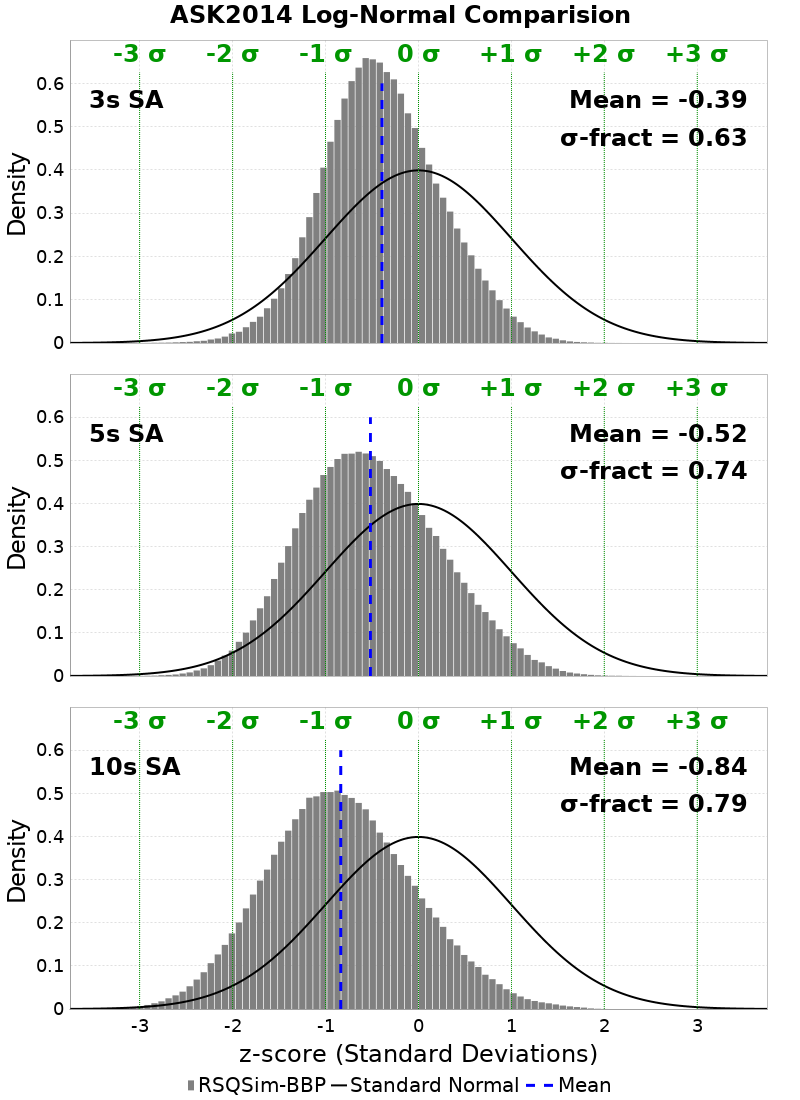 ASK2014 Log-Normal Comparision
-3 σ -2 σ -1 σ 0 σ +1 σ +2 σ +3 σ
3s SA
Mean = -0.39
σ-fract = 0.63
0.6
0.5
0.4
0.3
0.2
0.1
0
Density
-3 σ -2 σ -1 σ 0 σ +1 σ +2 σ +3 σ
5s SA
Mean = -0.52
σ-fract = 0.74
0.6
0.5
0.4
0.3
0.2
0.1
0
Density
-3 σ -2 σ -1 σ 0 σ +1 σ +2 σ +3 σ
10s SA
Mean = -0.84
σ-fract = 0.79
0.6
0.5
0.4
0.3
0.2
0.1
0
Density
-3 -2 -1 0 1 2 3
z-score (Standard Deviations)
RSQSim-BBP Standard Normal Mean